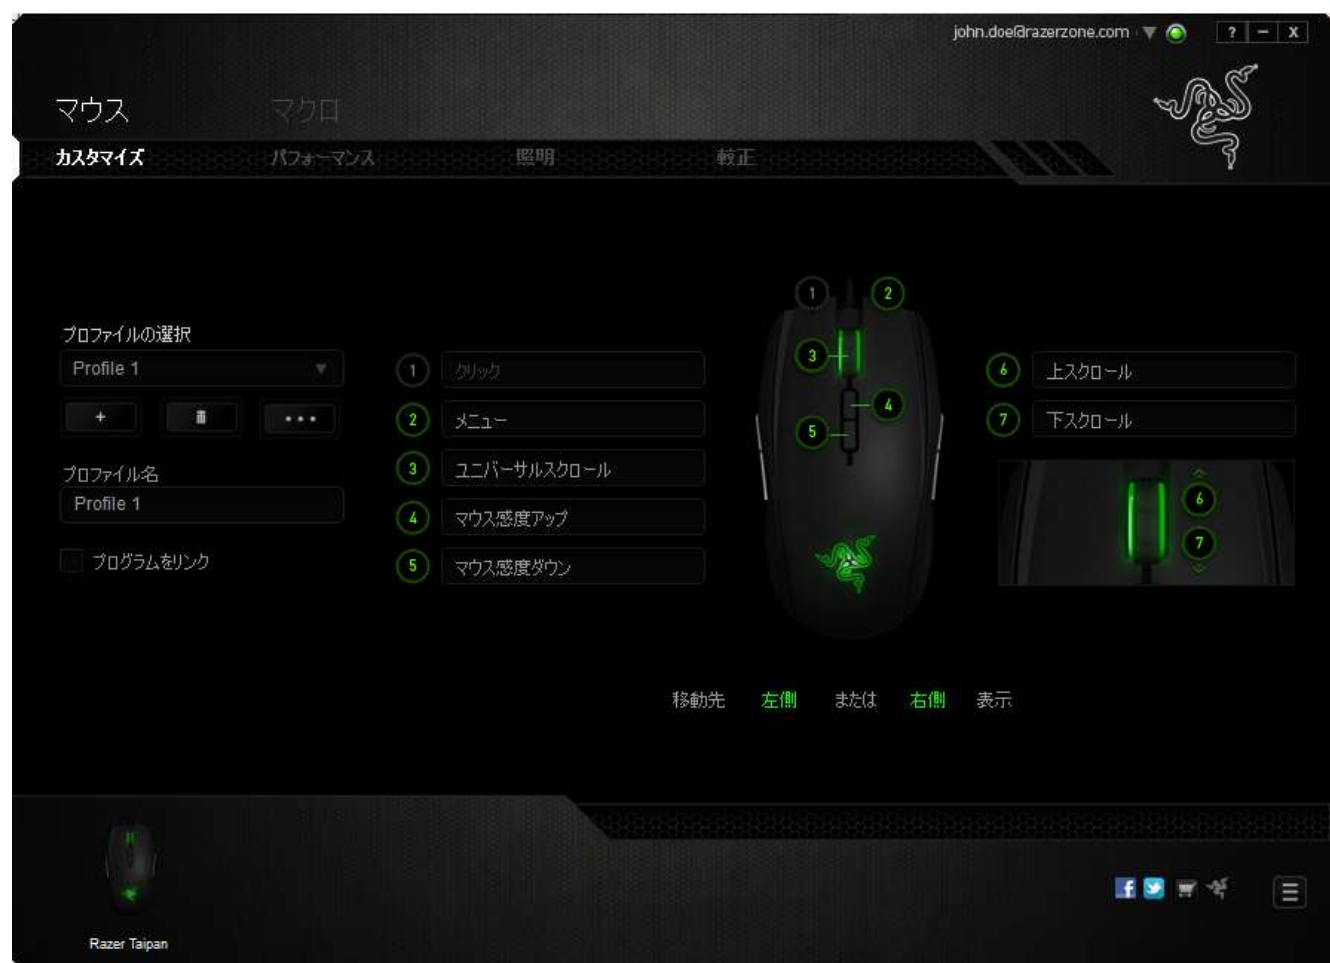 john.doe@razerzone.com
? - X
マウス マクロ
カスタマイズ パフォーマンス 照明 較正
プロファイルの選択
Profile 1
+ ...
プロファイル名
Profile 1
プログラムをリンク
1 クリック
2 メニュー
3 ユニバーサルスクロール
4 マウス感度アップ
5 マウス感度ダウン
1 2
3
4
5
6 上スクロール
7 下スクロール
6
7
移動先 左側 または 右側 表示
Razer Taipan